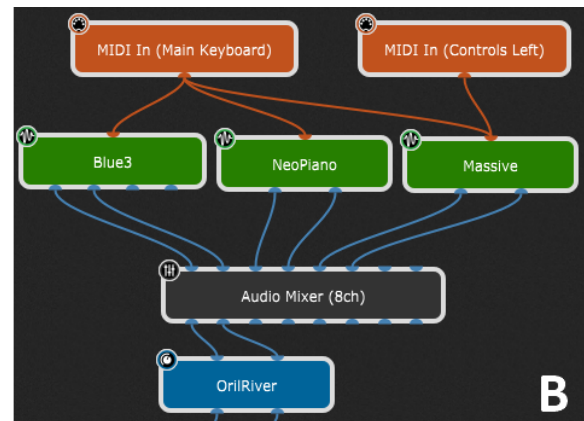 MIDI In (Main Keyboard)
MIDI In (Controls Left)
Blue3
NeoPiano
Massive
Audio Mixer (8ch)
OrilRiver
B